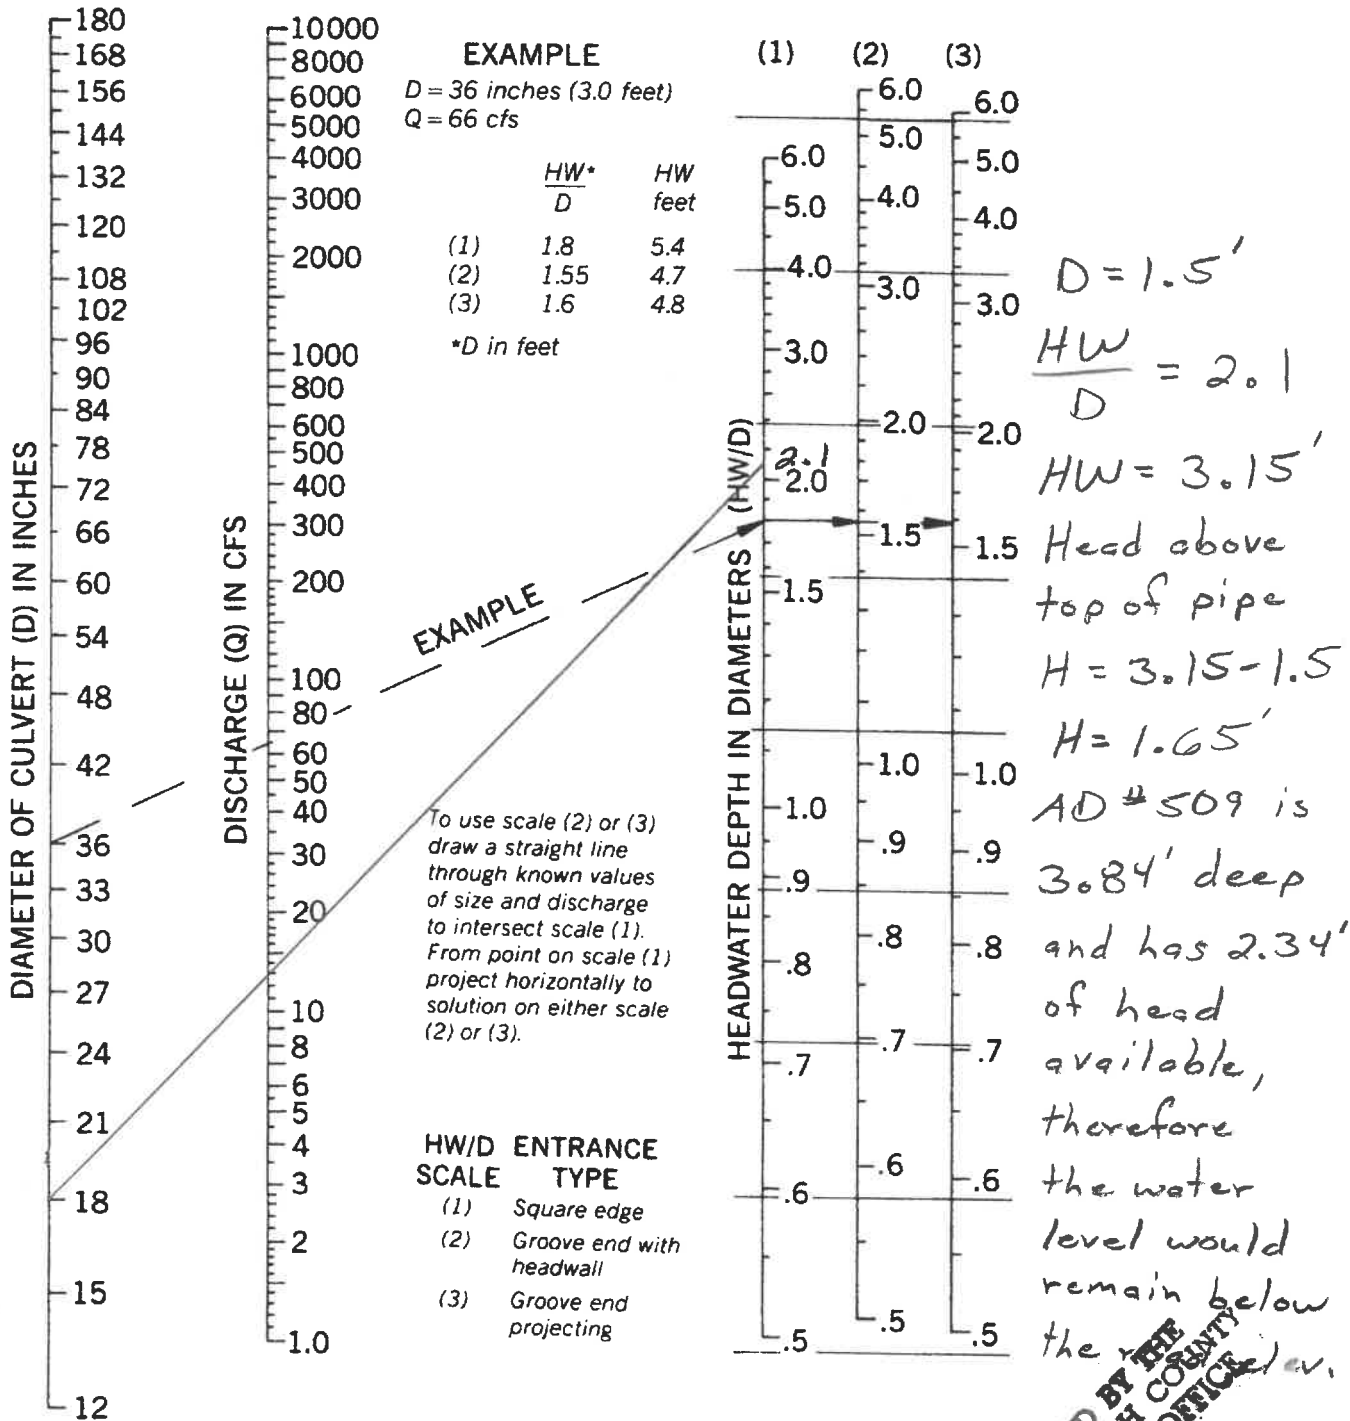 DIAMETER OF CULVERT (D) IN INCHES
180
168
156
144
132
120
108
102
96
90
84
78
72
66
60
54
48
42
36
33
30
27
24
21
18
15
12
DISCHARGE (Q) IN CFS
10000
8000
6000
5000
4000
3000
2000
1000
800
600
500
400
300
200
100
80
60
50
40
30
20
10
8
6
5
4
3
2
1.0
EXAMPLE
D = 36 inches (3.0 feet)
Q = 66 cfs
HW* HW
D feet
(1) 1.8 5.4
(2) 1.55 4.7
(3) 1.6 4.8
*D in feet
EXAMPLE
To use scale (2) or (3)
draw a straight line
through known values
of size and discharge
to intersect scale (1).
From point on scale (1)
project horizontally to
solution on either scale
(2) or (3).
HW/D ENTRANCE
SCALE TYPE
(1) Square edge
(2) Groove end with
headwall
(3) Groove end
projecting
HEADWATER DEPTH IN DIAMETERS (HW/D)
(1)
6.0
5.0
4.0
3.0
2.1
2.0
1.5
1.0
.9
.8
.7
.6
.5
(2)
6.0
5.0
4.0
3.0
2.0
1.5
1.0
.9
.8
.7
.6
.5
(3)
6.0
5.0
4.0
3.0
2.0
1.5
1.0
.9
.8
.7
.6
.5
D = 1.5'
HW
D = 2.1
HW = 3.15'
Head above
top of pipe
H = 3.15-1.5
H = 1.65'
AD #509 is
3.84' deep
and has 2.34'
of head
available,
therefore
the water
level would
remain below
the elev.
BY THE
COUNTY
OFFICE